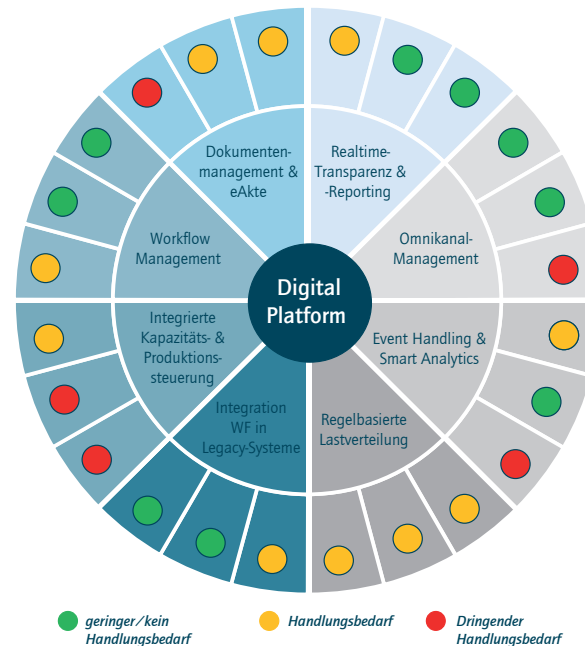 Dokumenten-
management &
eAkte
Realtime-
Transparenz &
-Reporting
Workflow
Management
Omnikanal-
Management
Digital
Platform
Integrierte
Kapazitäts- &
Produktions-
steuerung
Event Handling &
Smart Analytics
Integration
WF in
Legacy-Systeme
Regelbasierte
Lastverteilung
geringer/kein
Handlungsbedarf
Handlungsbedarf
Dringender
Handlungsbedarf